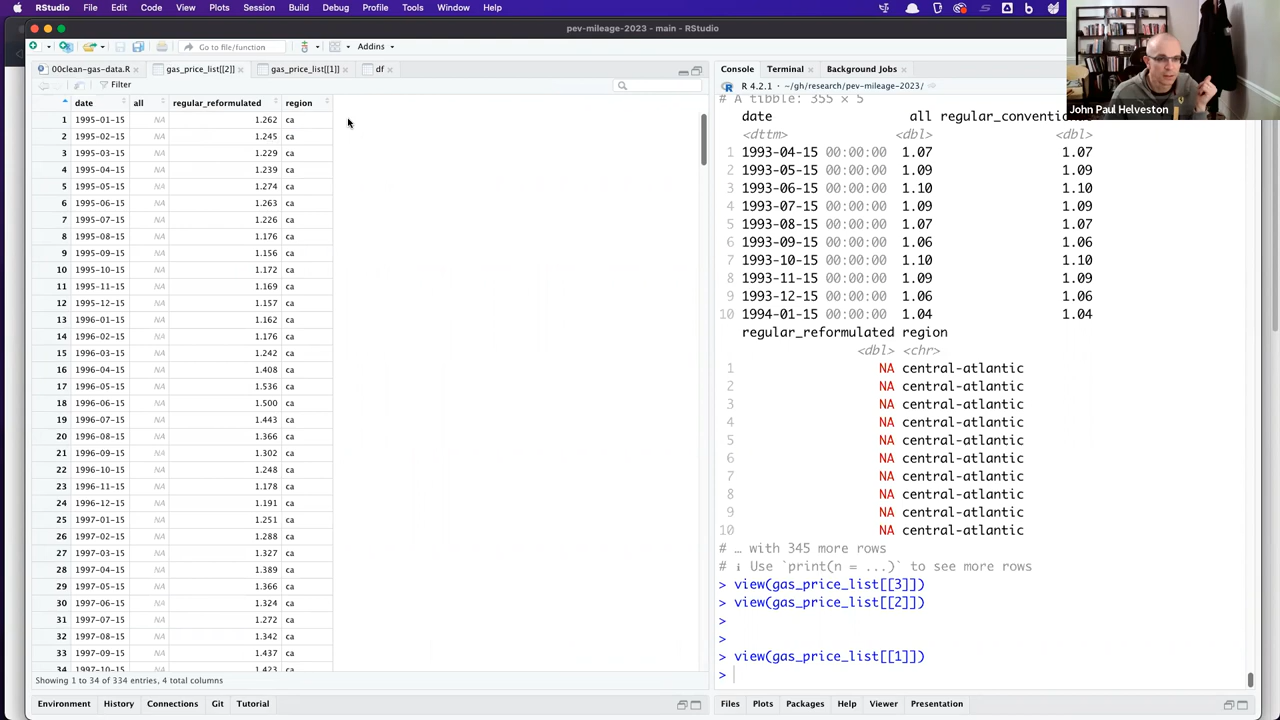 RStudio File Edit Code View Plots Session Build Debug Profile Tools Window Help
pev-mileage-2023 - main - RStudio
Go to file/function Addins
00clean-gas-data.R gas_price_list[[2]] gas_price_list[[1]] df
Filter
date all regular_reformulated region
1 1995-01-15 NA 1.262 ca
2 1995-02-15 NA 1.245 ca
3 1995-03-15 NA 1.229 ca
4 1995-04-15 NA 1.239 ca
5 1995-05-15 NA 1.274 ca
6 1995-06-15 NA 1.263 ca
7 1995-07-15 NA 1.226 ca
8 1995-08-15 NA 1.176 ca
9 1995-09-15 NA 1.156 ca
10 1995-10-15 NA 1.172 ca
11 1995-11-15 NA 1.169 ca
12 1995-12-15 NA 1.157 ca
13 1996-01-15 NA 1.162 ca
14 1996-02-15 NA 1.176 ca
15 1996-03-15 NA 1.242 ca
16 1996-04-15 NA 1.408 ca
17 1996-05-15 NA 1.536 ca
18 1996-06-15 NA 1.500 ca
19 1996-07-15 NA 1.443 ca
20 1996-08-15 NA 1.366 ca
21 1996-09-15 NA 1.302 ca
22 1996-10-15 NA 1.248 ca
23 1996-11-15 NA 1.178 ca
24 1996-12-15 NA 1.191 ca
25 1997-01-15 NA 1.251 ca
26 1997-02-15 NA 1.288 ca
27 1997-03-15 NA 1.327 ca
28 1997-04-15 NA 1.389 ca
29 1997-05-15 NA 1.366 ca
30 1997-06-15 NA 1.324 ca
31 1997-07-15 NA 1.272 ca
32 1997-08-15 NA 1.342 ca
33 1997-09-15 NA 1.437 ca
34 1997-10-15 NA 1.423 ca
Showing 1 to 34 of 334 entries, 4 total columns
Environment History Connections Git Tutorial
Console Terminal Background Jobs
R 4.2.1 · ~/gh/research/pev-mileage-2023/
# A tibble: 355 × 5
date all regular_conventio
<dttm> <dbl> <dbl>
1 1993-04-15 00:00:00 1.07 1.07
2 1993-05-15 00:00:00 1.09 1.09
3 1993-06-15 00:00:00 1.10 1.10
4 1993-07-15 00:00:00 1.09 1.09
5 1993-08-15 00:00:00 1.07 1.07
6 1993-09-15 00:00:00 1.06 1.06
7 1993-10-15 00:00:00 1.10 1.10
8 1993-11-15 00:00:00 1.09 1.09
9 1993-12-15 00:00:00 1.06 1.06
10 1994-01-15 00:00:00 1.04 1.04
regular_reformulated region
<dbl> <chr>
1 NA central-atlantic
2 NA central-atlantic
3 NA central-atlantic
4 NA central-atlantic
5 NA central-atlantic
6 NA central-atlantic
7 NA central-atlantic
8 NA central-atlantic
9 NA central-atlantic
10 NA central-atlantic
# … with 345 more rows
# ℹ Use `print(n = ...)` to see more rows
> view(gas_price_list[[3]])
> view(gas_price_list[[2]])
>
>
> view(gas_price_list[[1]])
>
Files Plots Packages Help Viewer Presentation
John Paul Helveston